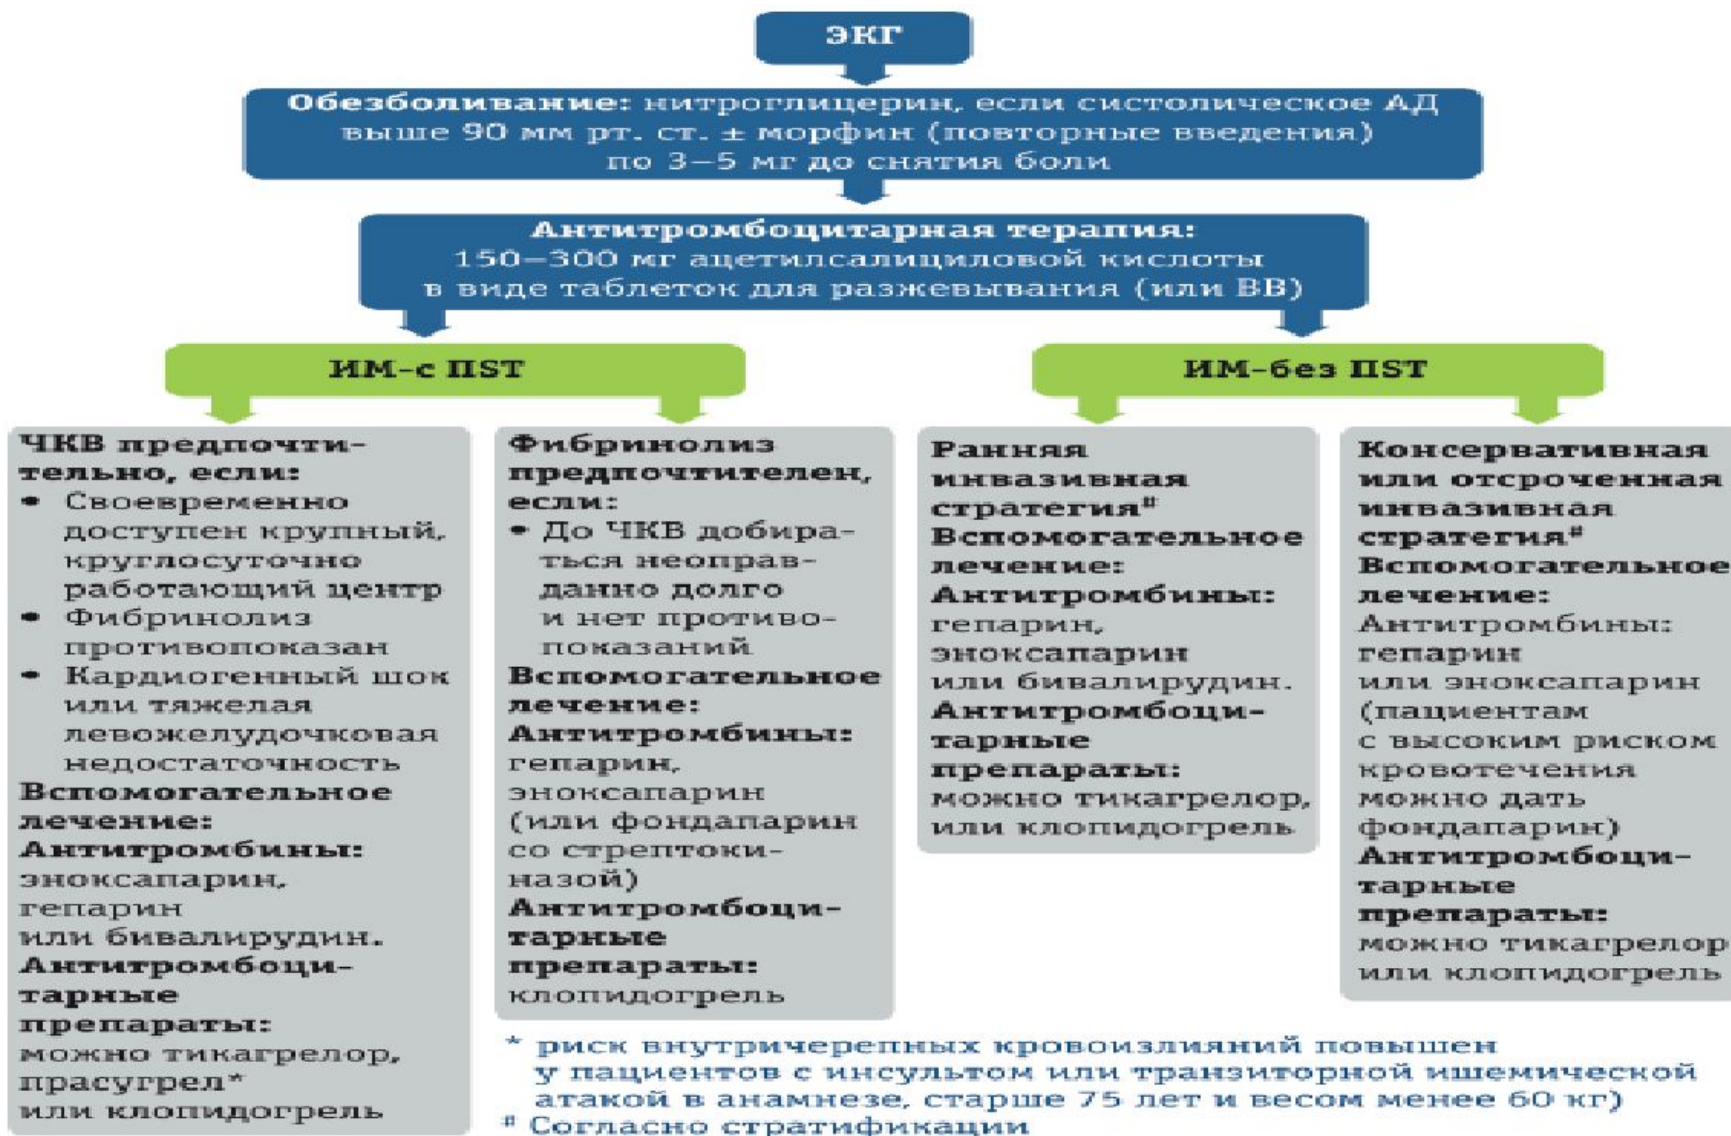 ЭКГ
Обезболивание: нитроглицерин, если систолическое АД
выше 90 мм рт. ст. ± морфин (повторные введения)
по 3–5 мг до снятия боли
Антитромбоцитарная терапия:
150–300 мг ацетилсалициловой кислоты
в виде таблеток для разжевывания (или ВВ)
ИМ-с ПST
ЧКВ предпочти-
тельно, если:
• Своевременно
доступен крупный,
круглосуточно
работающий центр
• Фибринолиз
противопоказан
• Кардиогенный шок
или тяжелая
левожелудочковая
недостаточность
Вспомогательное
лечение:
Антитромбины:
эноксапарин,
гепарин
или бивалирудин.
Антитромбоци-
тарные
препараты:
можно тикагрелор,
прасугрел*
или клопидогрель
Фибринолиз
предпочтителен,
если:
• До ЧКВ добира-
ться неоправ-
данно долго
и нет противо-
показаний
Вспомогательное
лечение:
Антитромбины:
гепарин,
эноксапарин
(или фондапарин
со стрептоки-
назой)
Антитромбоци-
тарные
препараты:
клопидогрель
ИМ-без ПST
Ранняя
инвазивная
стратегия#
Вспомогательное
лечение:
Антитромбины:
гепарин,
эноксапарин
или бивалирудин.
Антитромбоци-
тарные
препараты:
можно тикагрелор,
или клопидогрель
Консервативная
или отсроченная
инвазивная
стратегия#
Вспомогательное
лечение:
Антитромбины:
гепарин
или эноксапарин
(пациентам
с высоким риском
кровотечения
можно дать
фондапарин)
Антитромбоци-
тарные
препараты:
можно тикагрелор
или клопидогрель
* риск внутричерепных кровоизлияний повышен
у пациентов с инсультом или транзиторной ишемической
атакой в анамнезе, старше 75 лет и весом менее 60 кг)
# Согласно стратификации